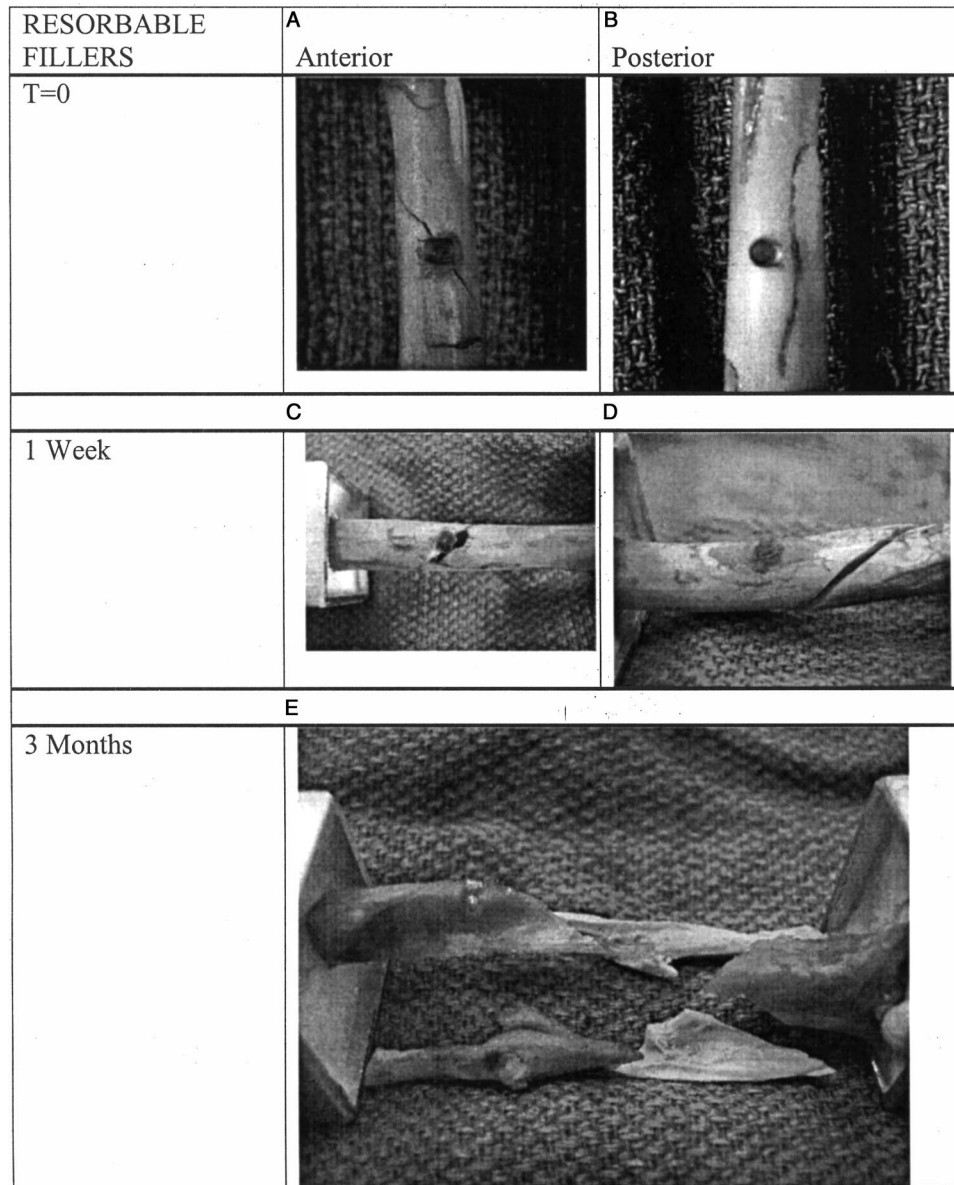 RESORBABLE
FILLERS
A
Anterior
B
Posterior
T=0
C
D
1 Week
E
3 Months